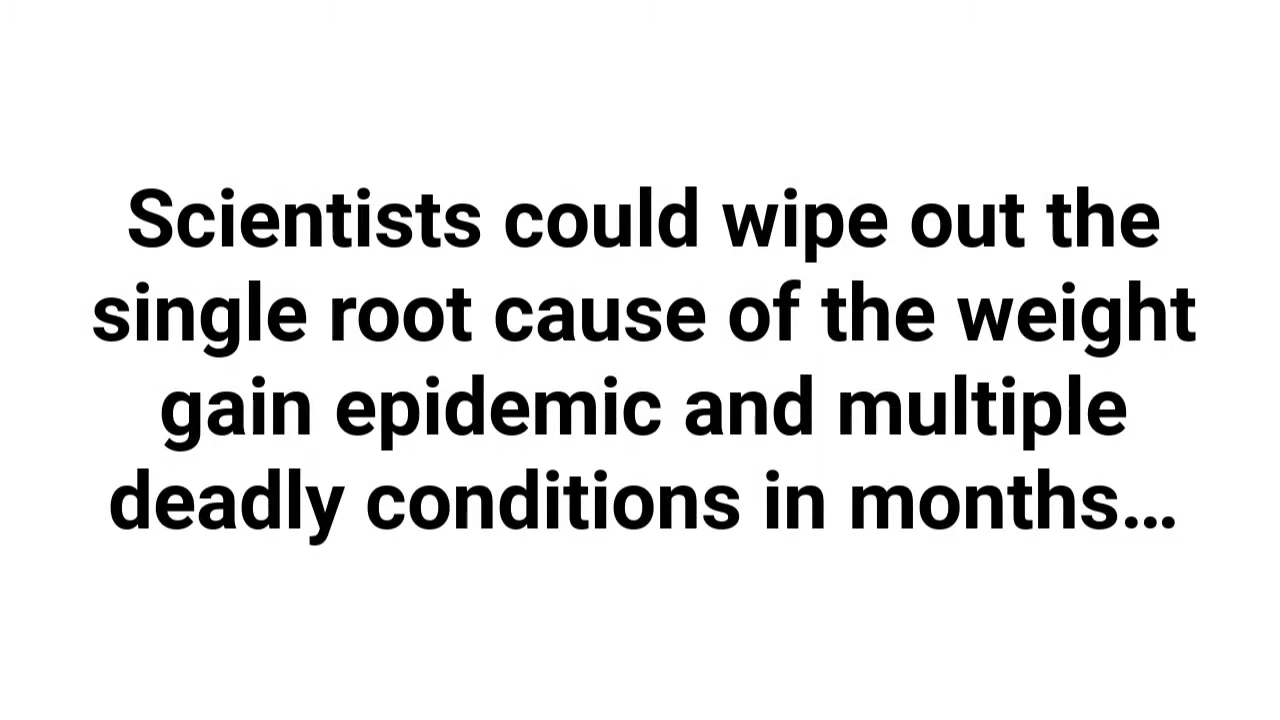 Scientists could wipe out the
single root cause of the weight
gain epidemic and multiple
deadly conditions in months…